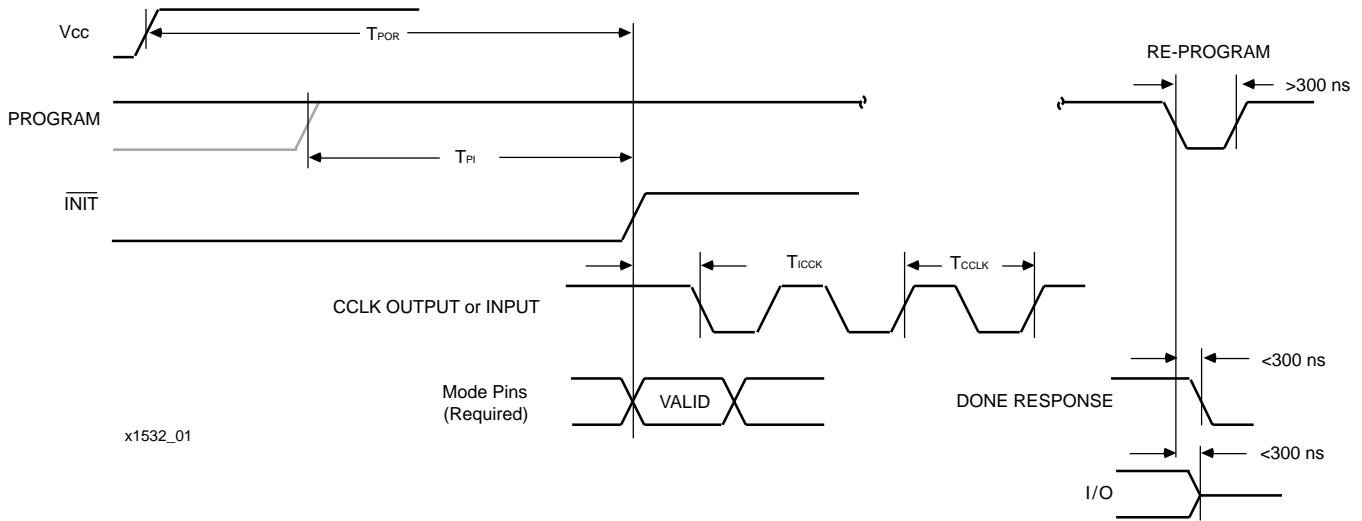 Vcc
TPOR
RE-PROGRAM
>300 ns
PROGRAM
TPI
INIT
TICCK
TCCLK
CCLK OUTPUT or INPUT
<300 ns
Mode Pins
(Required)
VALID
DONE RESPONSE
x1532_01
<300 ns
I/O